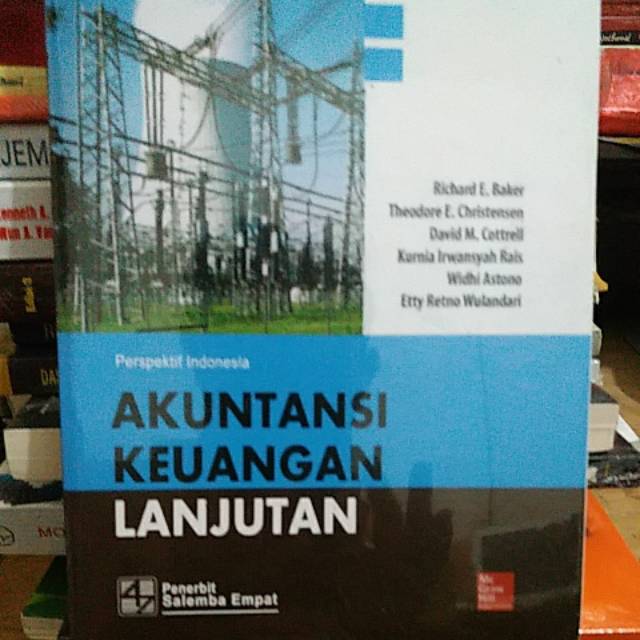 Richard E. Baker
Theodore E. Christensen
David M. Cottrell
Kurnia Irwansyah Rais
Widhi Astono
Etty Retno Wulandari
Perspektif Indonesia
AKUNTANSI
KEUANGAN
LANJUTAN
Penerbit
Salemba Empat
JEM